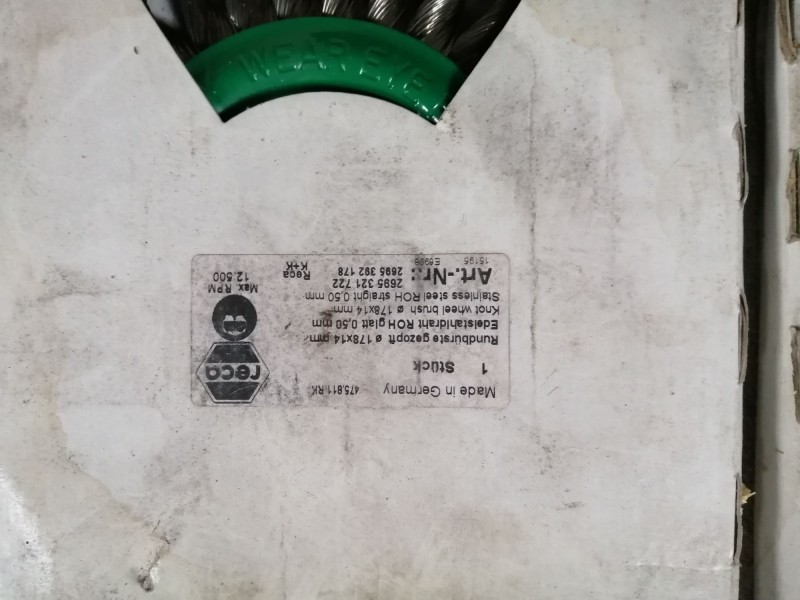 WEAR EYE
Made in Germany 475.811.RK
1 Stück
reca
Rundbürste gezopft ø 178x14 mm
Edelstahldraht ROH glatt 0,50 mm
Knot wheel brush ø 178x14 mm
Stainless steel ROH straight 0.50 mm
Art.-Nr.: 2695 321 722 Reca
2695 392 178 K+K
15195
Max RPM
12.500